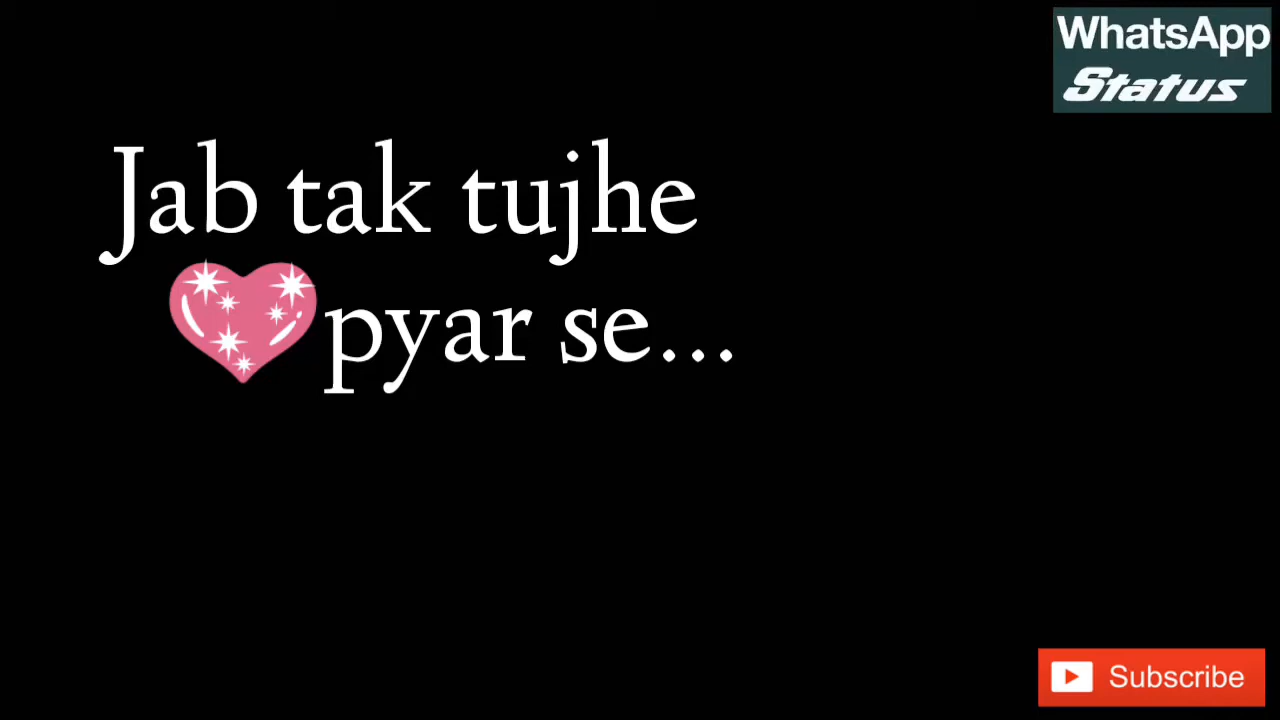 WhatsApp
Status
Jab tak tujhe
pyar se...
Subscribe